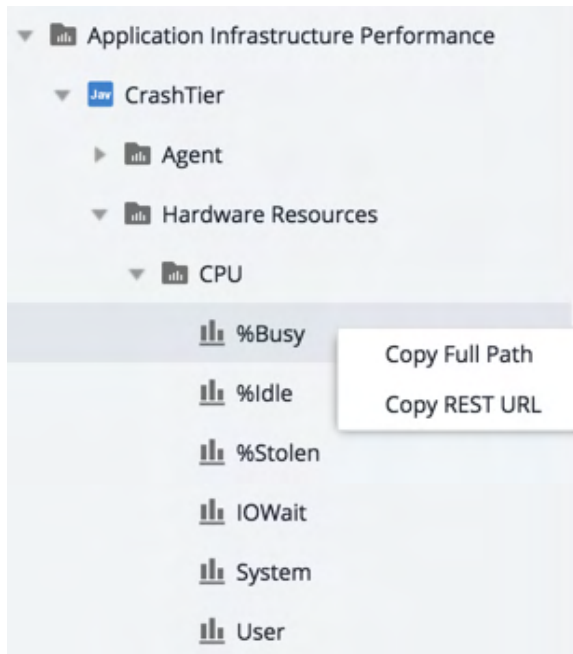 Application Infrastructure Performance
Jav CrashTier
Agent
Hardware Resources
CPU
%Busy
Copy Full Path
%Idle
Copy REST URL
%Stolen
IOWait
System
User